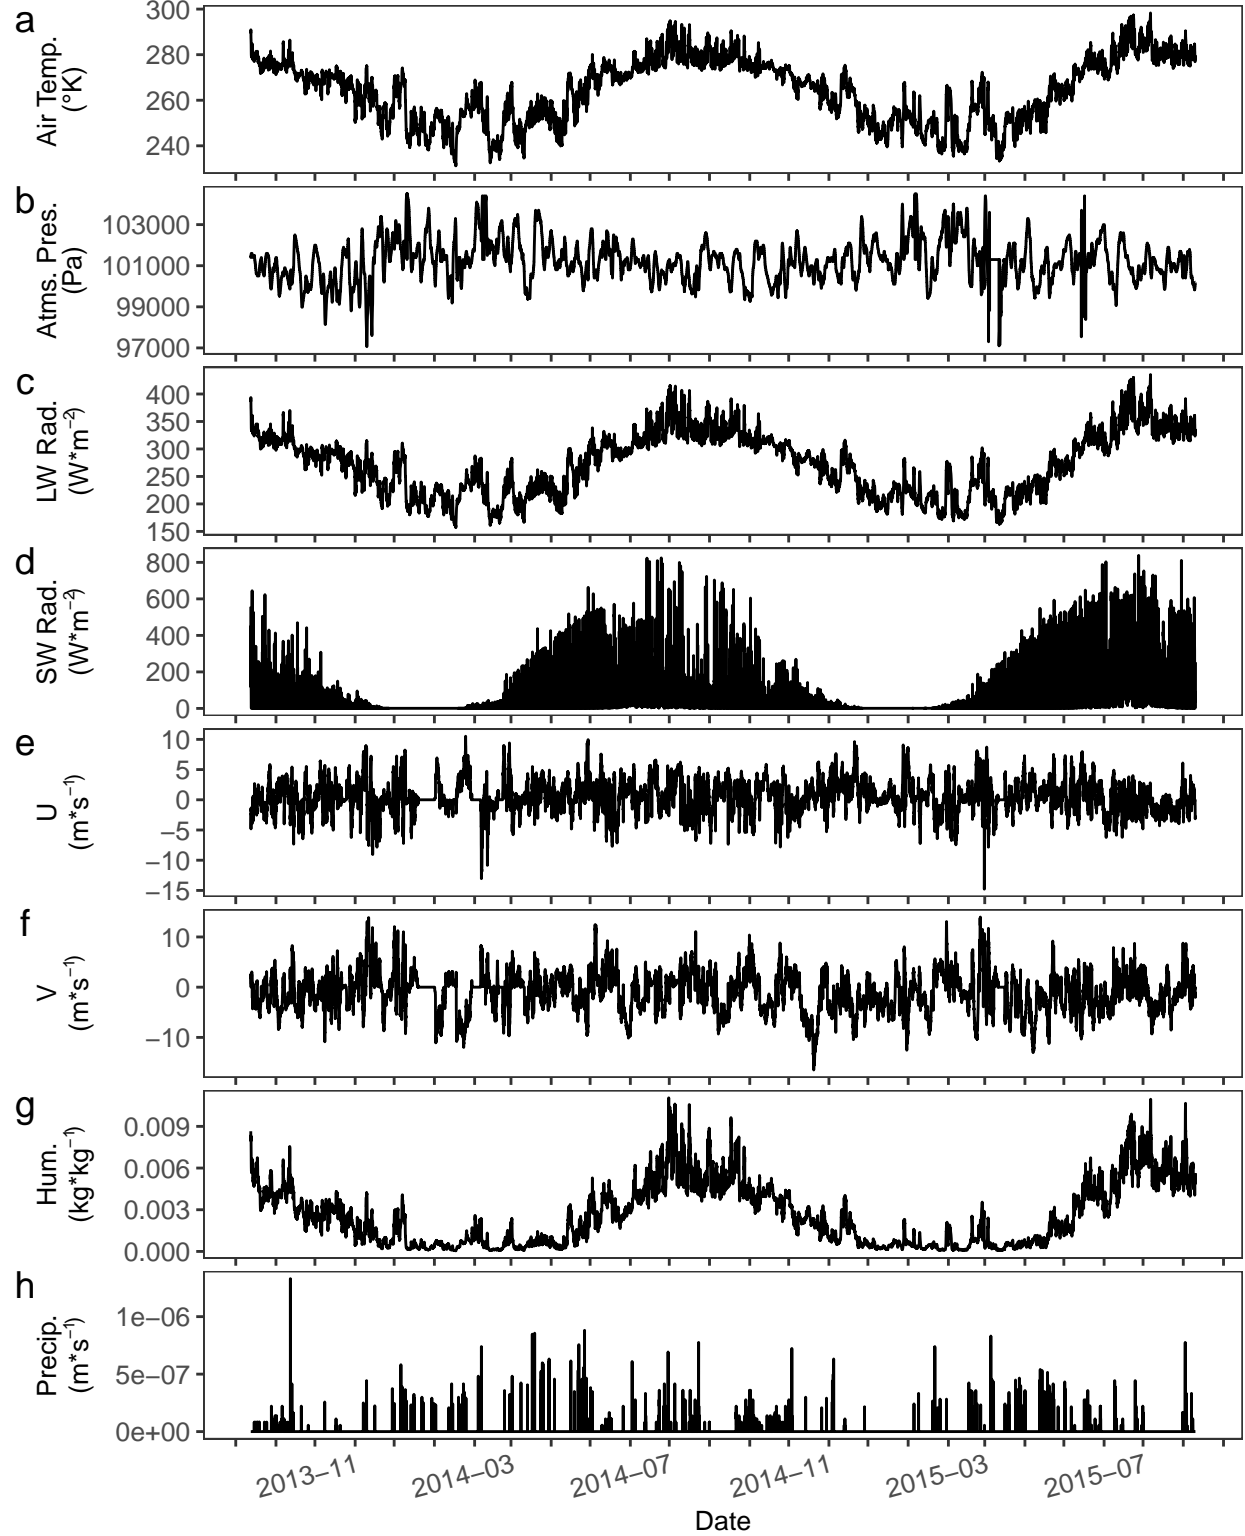 a
Air Temp.
(°K)
300
280
260
240
b
Atms. Pres.
(Pa)
103000
101000
99000
97000
c
LW Rad.
(W*m⁻²)
400
350
300
250
200
150
d
SW Rad.
(W*m⁻²)
800
600
400
200
0
e
U
(m*s⁻¹)
10
5
0
−5
−10
−15
f
V
(m*s⁻¹)
10
0
−10
g
Hum.
(kg*kg⁻¹)
0.009
0.006
0.003
0.000
h
Precip.
(m*s⁻¹)
1e−06
5e−07
0e+00
2013−11
2014−03
2014−07
2014−11
2015−03
2015−07
Date